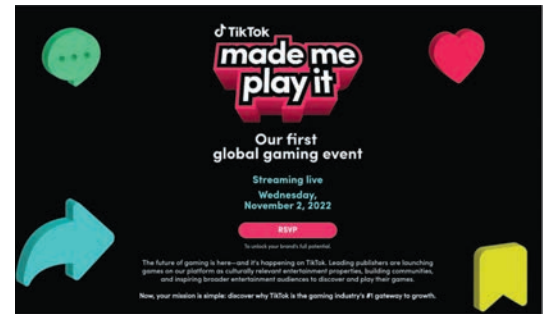 TikTok
made me
play it
Our first
global gaming event
Streaming live
Wednesday,
November 2, 2022
RSVP
To unlock your brand's full potential.
The future of gaming is here—and it's happening on TikTok. Leading publishers are launching
games on our platform as culturally relevant entertainment properties, building communities,
and inspiring broader entertainment audiences to discover and play their games.
Now, your mission is simple: discover why TikTok is the gaming industry's #1 gateway to growth.